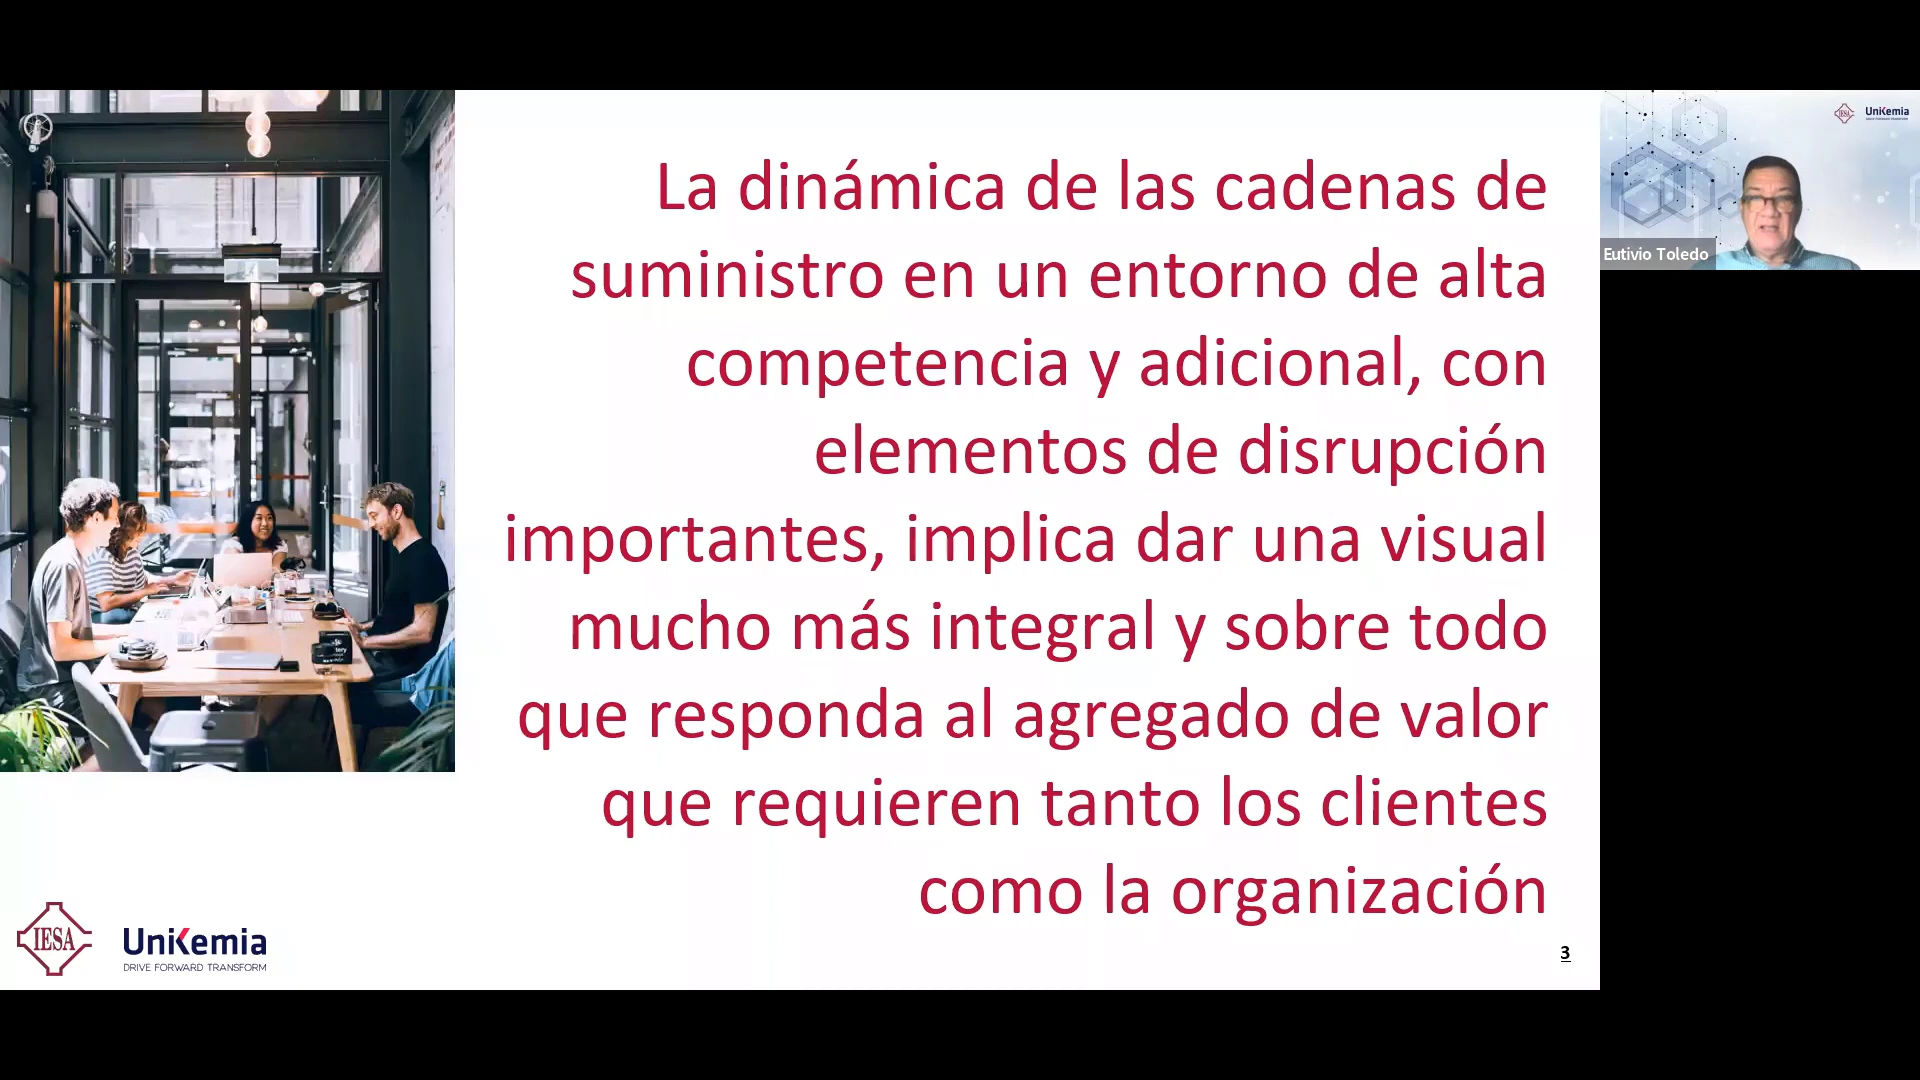 La dinámica de las cadenas de
suministro en un entorno de alta
competencia y adicional, con
elementos de disrupción
importantes, implica dar una visual
mucho más integral y sobre todo
que responda al agregado de valor
que requieren tanto los clientes
como la organización
3
IESA
UniKemia
DRIVE FORWARD TRANSFORM
IESA
UniKemia
Eutivio Toledo